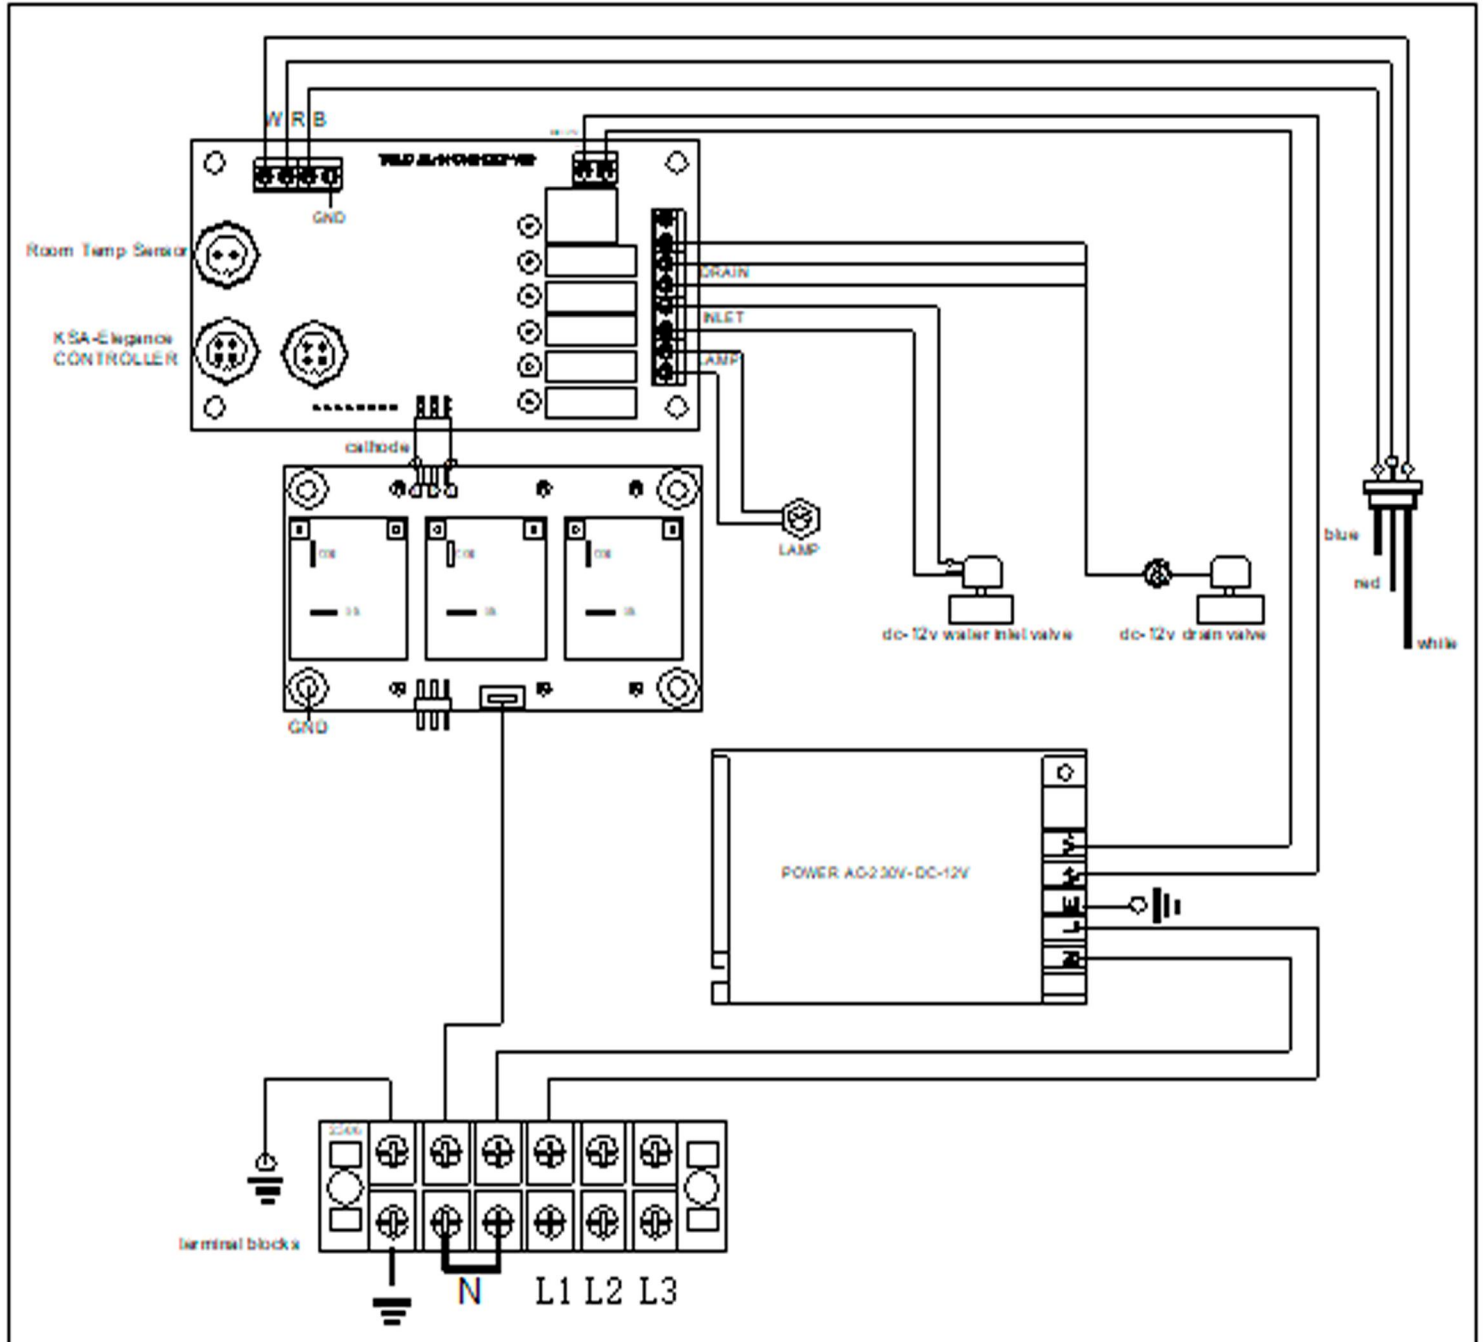 W R B
GND
Room Temp Sensor
DRAIN
INLET
KSA-Elegance
CONTROLLER
LAMP
cathode
LAMP
blue
red
white
dc-12v water inlet valve
dc-12v drain valve
GND
POWER AC-230V- DC-12V
V-
V+
E
L
N
terminal blocks
N L1 L2 L3